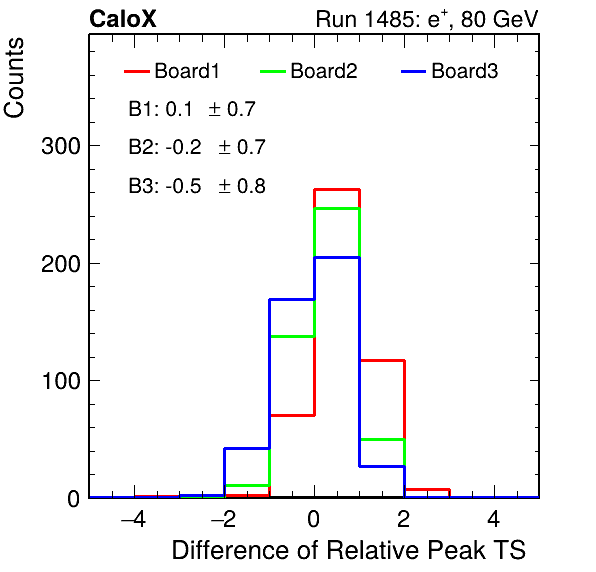 CaloX Run 1485: e⁺, 80 GeV
Counts
Board1 Board2 Board3
B1: 0.1 ± 0.7
B2: -0.2 ± 0.7
B3: -0.5 ± 0.8
300
200
100
0
−4 −2 0 2 4
Difference of Relative Peak TS